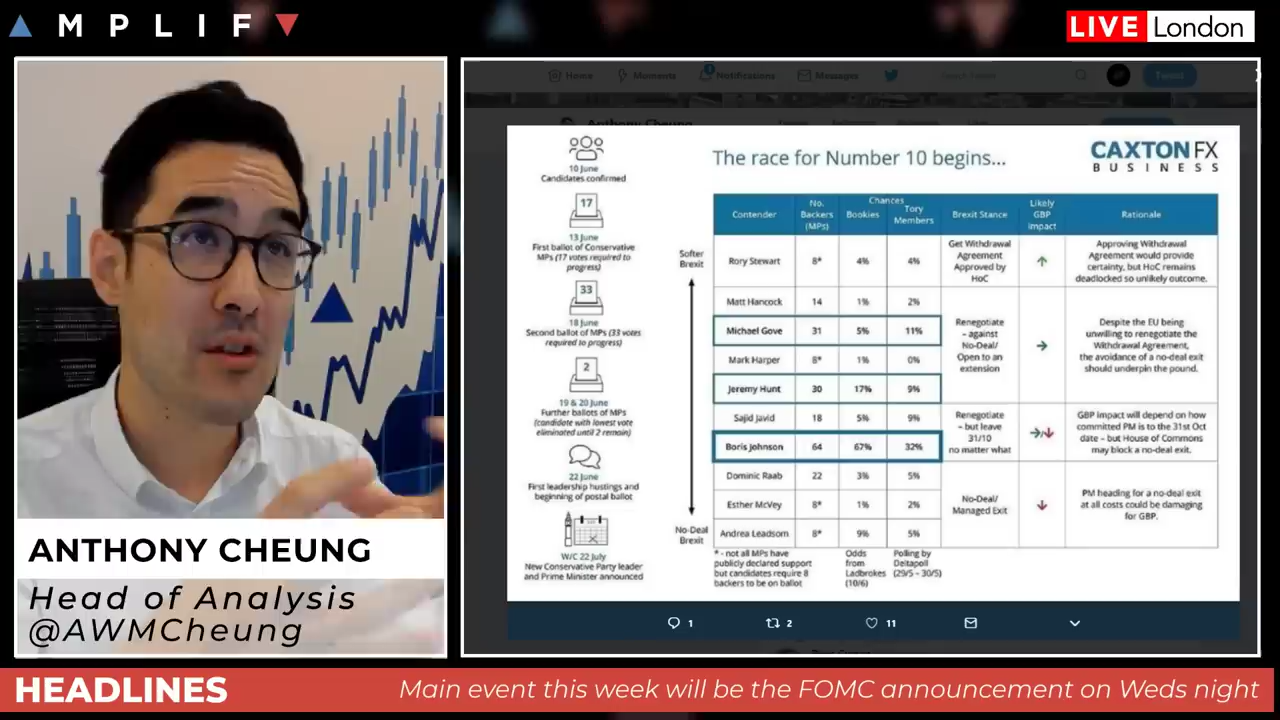 AMPLIFY
LIVE London
Home
Moments
Notifications
Messages
Tweet
Anthony Cheung
10 June
Candidates confirmed
17
13 June
First ballot of Conservative
MPs (17 votes required to
progress)
33
18 June
Second ballot of MPs (33 votes
required to progress)
2
19 & 20 June
Further ballots of MPs
(candidate with lowest vote
eliminated until 2 remain)
22 June
First leadership hustings and
beginning of postal ballot
W/C 22 July
New Conservative Party leader
and Prime Minister announced
The race for Number 10 begins...
CAXTON FX
BUSINESS
Softer
Brexit
No-Deal
Brexit
Contender
No.
Backers
(MPs)
Chances
Bookies
Tory
Members
Brexit Stance
Likely
GBP
Impact
Rationale
Rory Stewart 8* 4% 4%
Get Withdrawal
Agreement
Approved by
HoC
Approving Withdrawal
Agreement would provide
certainty, but HoC remains
deadlocked so unlikely outcome.
Matt Hancock 14 1% 2%
Michael Gove 31 5% 11%
Mark Harper 8* 1% 0%
Jeremy Hunt 30 17% 9%
Renegotiate
- against
No-Deal/
Open to an
extension
Despite the EU being
unwilling to renegotiate the
Withdrawal Agreement,
the avoidance of a no-deal exit
should underpin the pound.
Sajid Javid 18 5% 9%
Boris Johnson 64 67% 32%
Renegotiate
- but leave
31/10
no matter what
GBP impact will depend on how
committed PM is to the 31st Oct
date - but House of Commons
may block a no-deal exit.
Dominic Raab 22 3% 5%
Esther McVey 8* 1% 2%
Andrea Leadsom 8* 9% 5%
No-Deal/
Managed Exit
PM heading for a no-deal exit
at all costs could be damaging
for GBP.
* - not all MPs have
publicly declared support
but candidates require 8
backers to be on ballot
Odds
from
Ladbrokes
(10/6)
Polling by
Deltapoll
(29/5 - 30/5)
1
2
11
ANTHONY CHEUNG
Head of Analysis
@AWMCheung
HEADLINES
Main event this week will be the FOMC announcement on Weds night